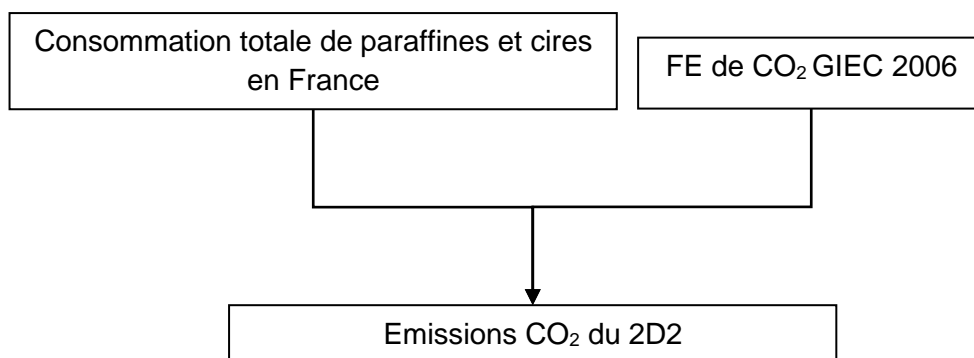 Consommation totale de paraffines et cires
en France
FE de CO₂ GIEC 2006
Emissions CO₂ du 2D2